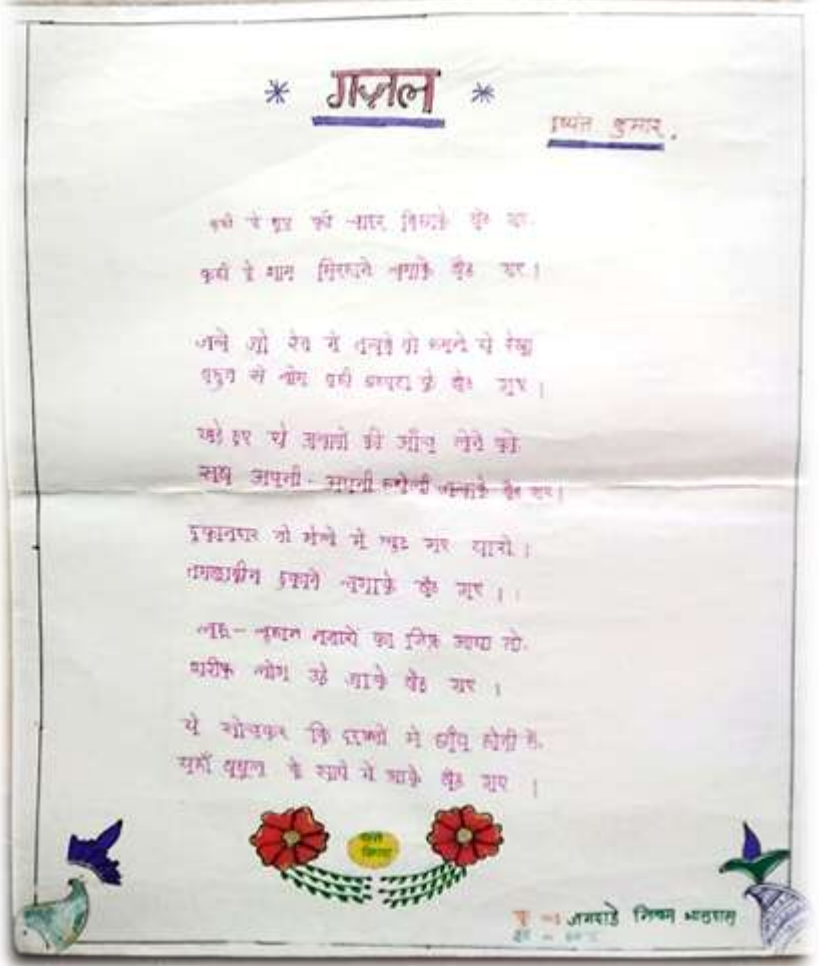 * गज़ल *
दुष्यंत कुमार.
कहीं पे धूप की चादर बिछाके बैठ गए.
कहीं पे शाम सिरहाने लगाके बैठ गए।
जले जो रेत में तलुवे तो हमने ये देखा
बहुत से लोग वहीं छटपटा के बैठ गए।
खड़े हुए थे अलावों की आँच लेने को.
सब अपनी-अपनी हथेली जलाके बैठ गए।
दुकानदार तो मेले में लुट गए यारो।
तमाशबीन दुकानें लगाके बैठ गए।
लहू-लुहान नजारों का जिक्र आया तो.
शरीफ लोग उठे जाके बैठ गए।
ये सोचकर कि दरख्तों में छाँव होती है.
यहाँ बबूल के साये में आके बैठ गए।